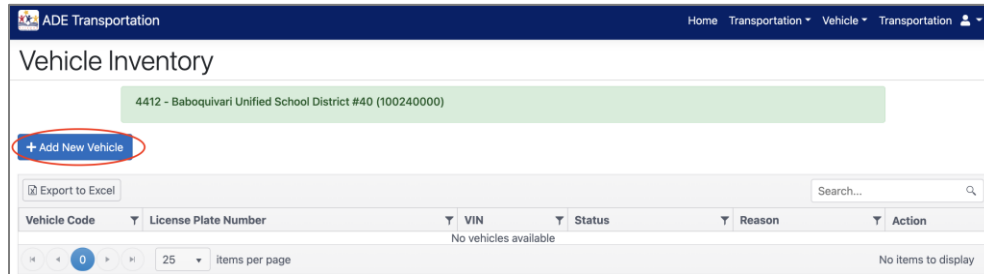 ADE Transportation Home Transportation Vehicle Transportation
Vehicle Inventory
4412 - Baboquivari Unified School District #40 (100240000)
+ Add New Vehicle
Export to Excel Search...
Vehicle Code License Plate Number VIN Status Reason Action
No vehicles available
0 25 items per page No items to display